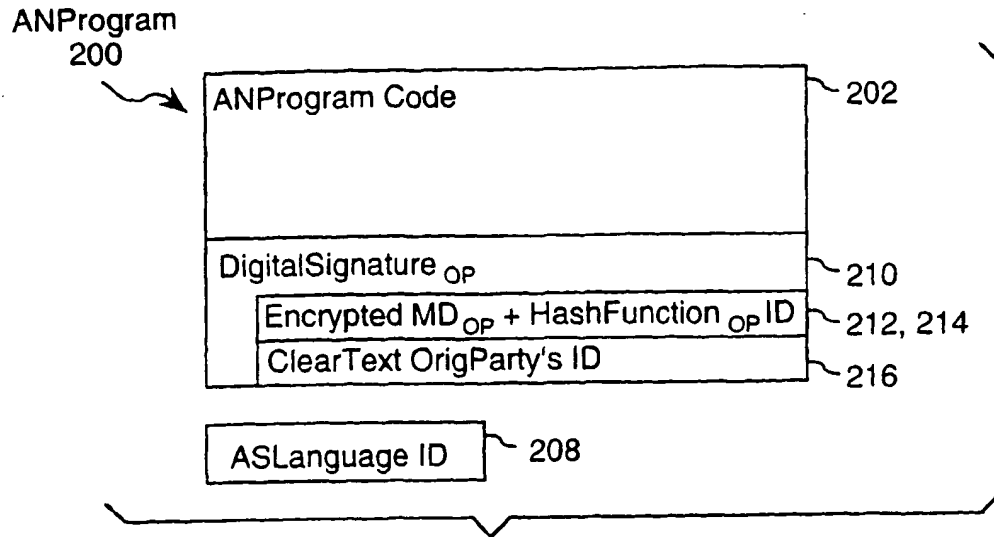 ANProgram
200
ANProgram Code
202
DigitalSignature OP
210
Encrypted MD OP + HashFunction OP ID
212, 214
ClearText OrigParty's ID
216
ASLanguage ID
208